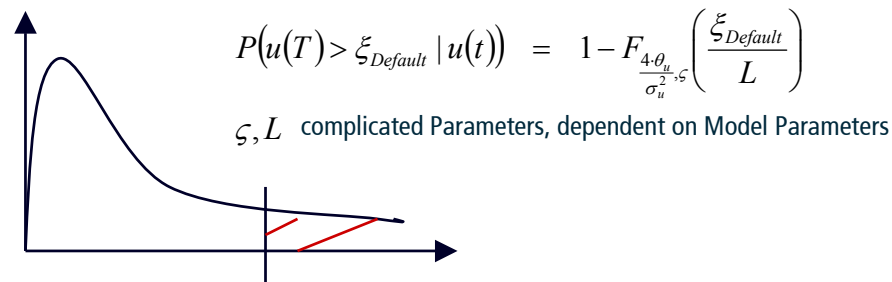 P(u(T) > ξ_Default | u(t)) = 1 − F_{4·θ_u/σ_u^2, ς}(ξ_Default/L)
ς, L complicated Parameters, dependent on Model Parameters